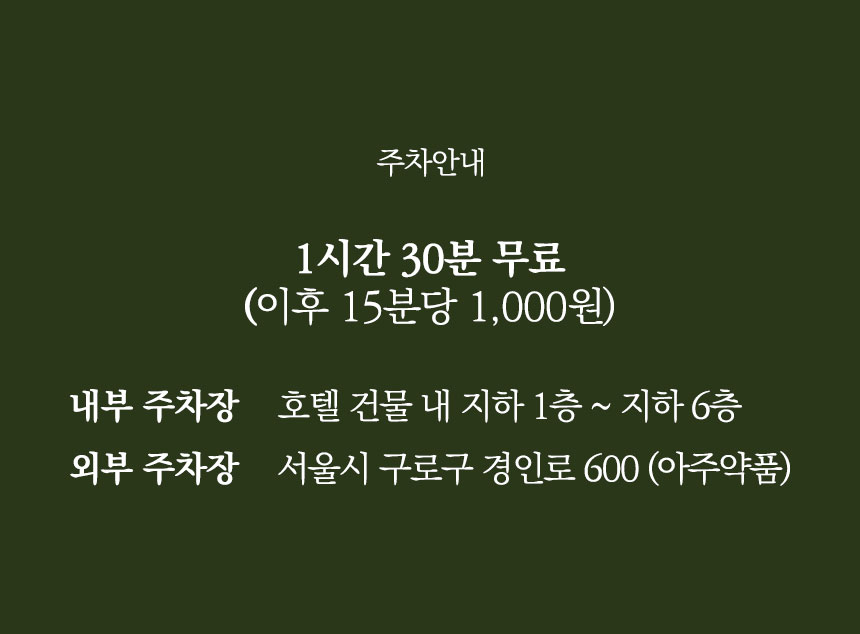 주차안내
1시간 30분 무료
(이후 15분당 1,000원)
내부 주차장 호텔 건물 내 지하 1층 ~ 지하 6층
외부 주차장 서울시 구로구 경인로 600 (아주약품)